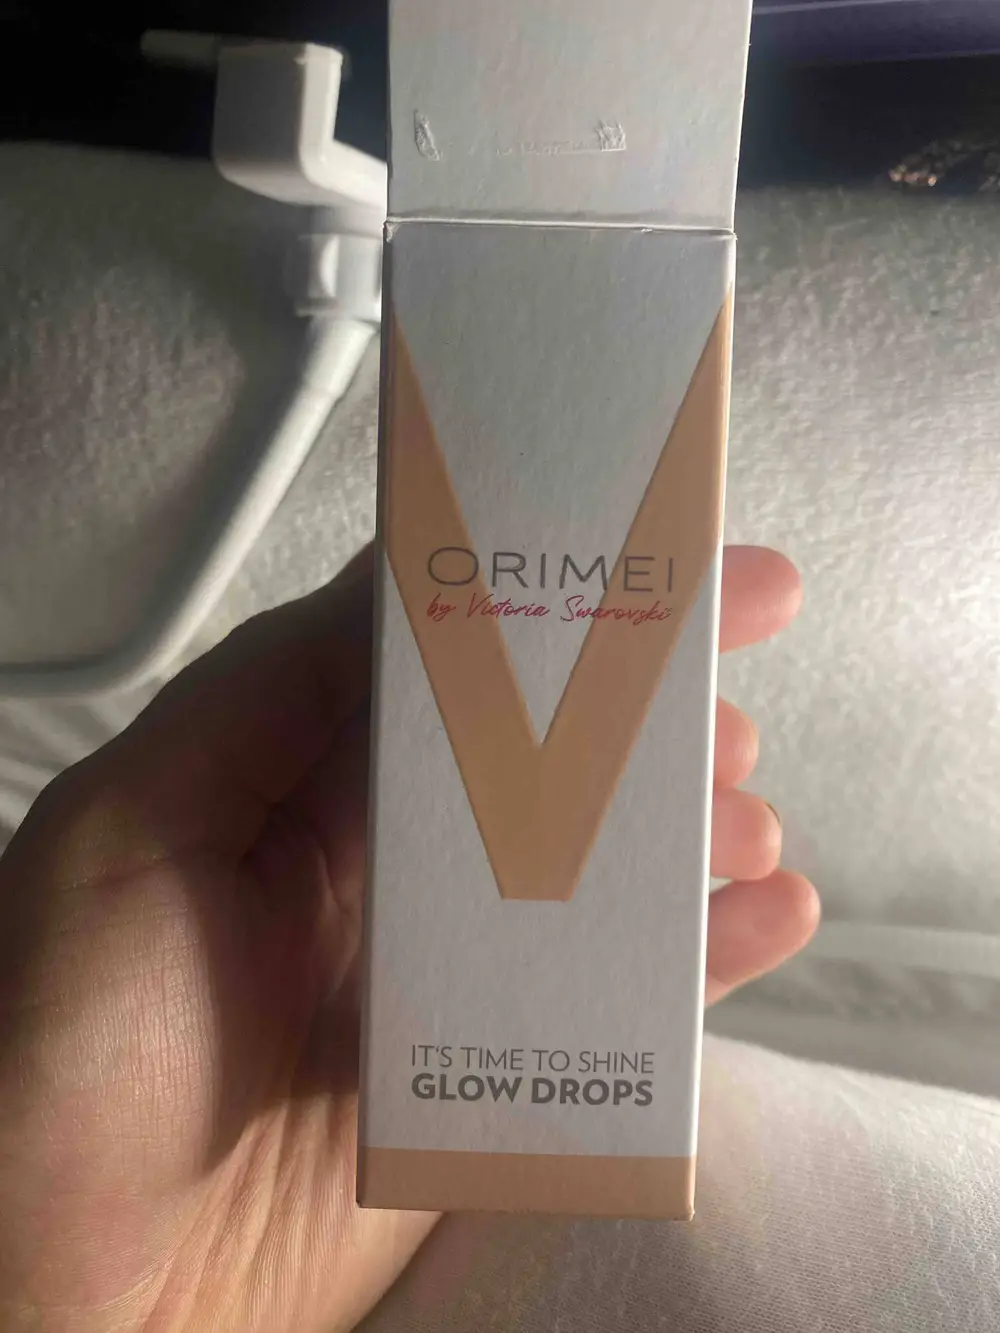 ORIMEI
by Victoria Swarovski
IT'S TIME TO SHINE
GLOW DROPS